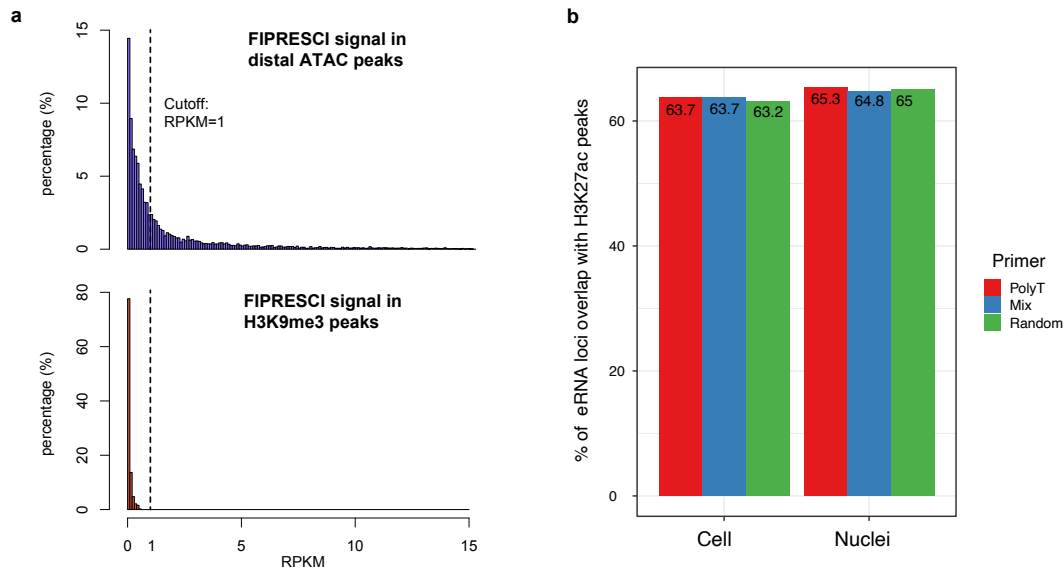 a
FIPRESCI signal in
distal ATAC peaks
Cutoff:
RPKM=1
percentage (%)
15
10
5
0
FIPRESCI signal in
H3K9me3 peaks
percentage (%)
80
60
40
20
0
0 1 5 10 15
RPKM
b
% of eRNA loci overlap with H3K27ac peaks
60
40
20
0
63.7 63.7 63.2 65.3 64.8 65
Cell Nuclei
Primer
PolyT
Mix
Random